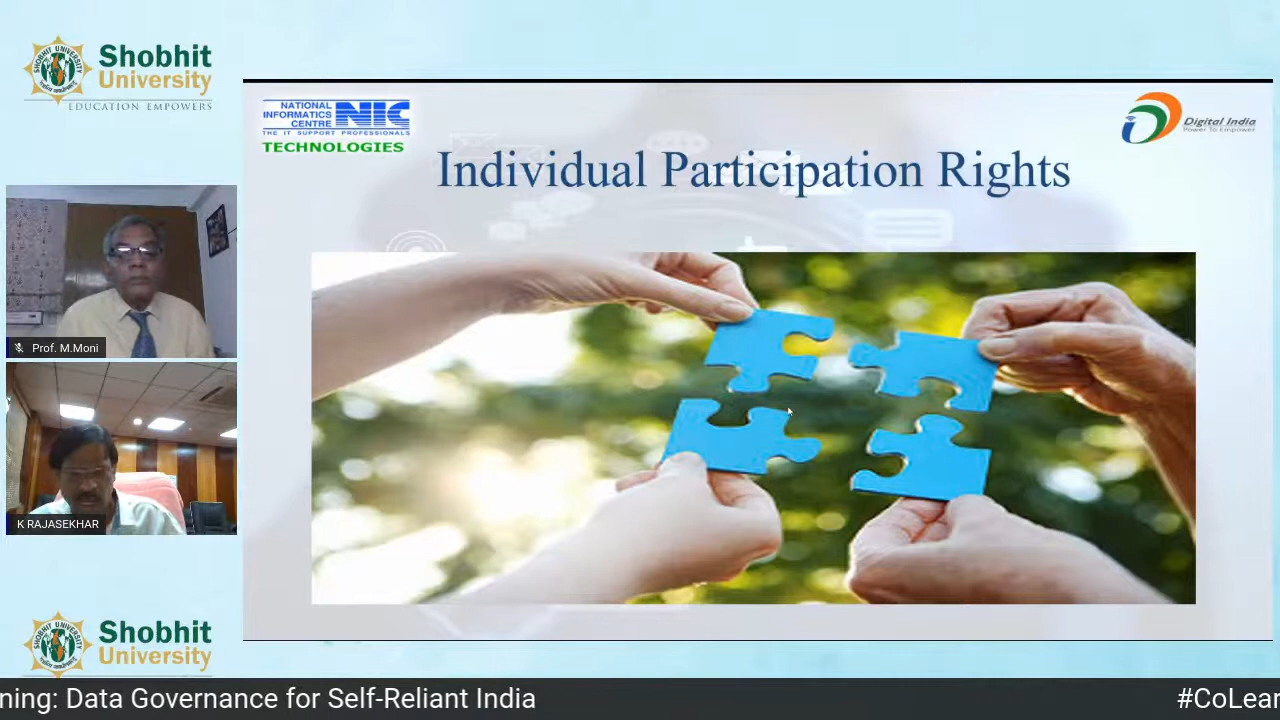 Shobhit
University
EDUCATION EMPOWERS
NATIONAL
INFORMATICS
CENTRE
NIC
THE IT SUPPORT PROFESSIONALS
TECHNOLOGIES
Digital India
Power To Empower
Individual Participation Rights
Prof. M.Moni
K RAJASEKHAR
Shobhit
University
ning: Data Governance for Self-Reliant India
#CoLear